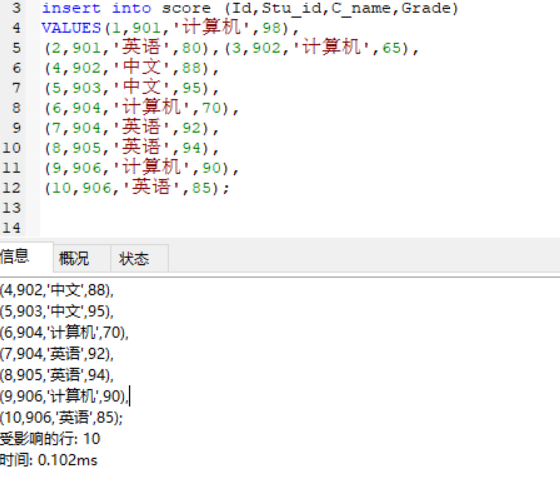 3 insert into score (Id,Stu_id,C_name,Grade)
4 VALUES(1,901,'计算机',98),
5 (2,901,'英语',80),(3,902,'计算机',65),
6 (4,902,'中文',88),
7 (5,903,'中文',95),
8 (6,904,'计算机',70),
9 (7,904,'英语',92),
10 (8,905,'英语',94),
11 (9,906,'计算机',90),
12 (10,906,'英语',85);
13
14
信息 概况 状态
(4,902,'中文',88),
(5,903,'中文',95),
(6,904,'计算机',70),
(7,904,'英语',92),
(8,905,'英语',94),
(9,906,'计算机',90),
(10,906,'英语',85);
受影响的行: 10
时间: 0.102ms